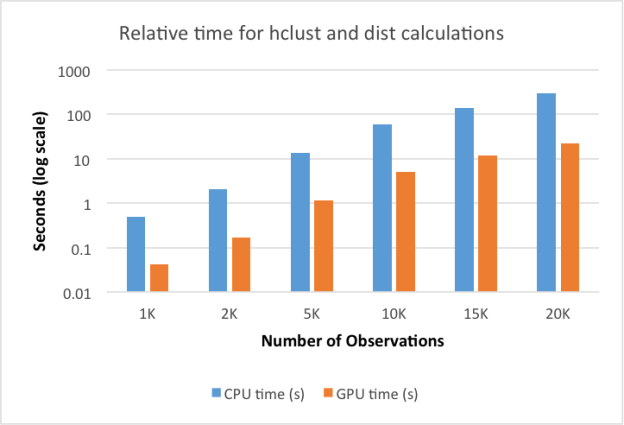 Relative time for hclust and dist calculations
1000
100
10
1
0.1
0.01
Seconds (log scale)
1K 2K 5K 10K 15K 20K
Number of Observations
CPU time (s) GPU time (s)